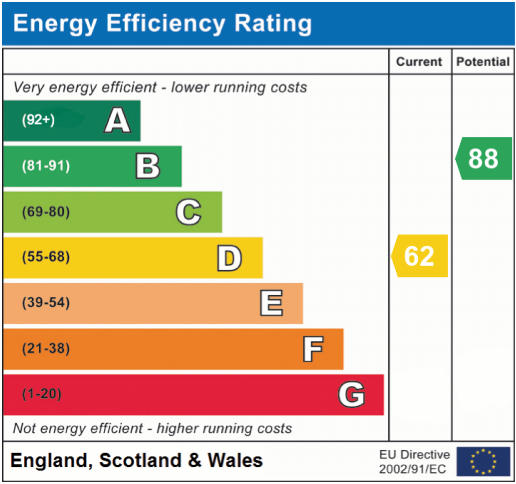 Energy Efficiency Rating
Current Potential
Very energy efficient - lower running costs
(92+) A
(81-91) B
88
(69-80) C
(55-68) D
62
(39-54) E
(21-38) F
(1-20) G
Not energy efficient - higher running costs
England, Scotland & Wales
EU Directive
2002/91/EC